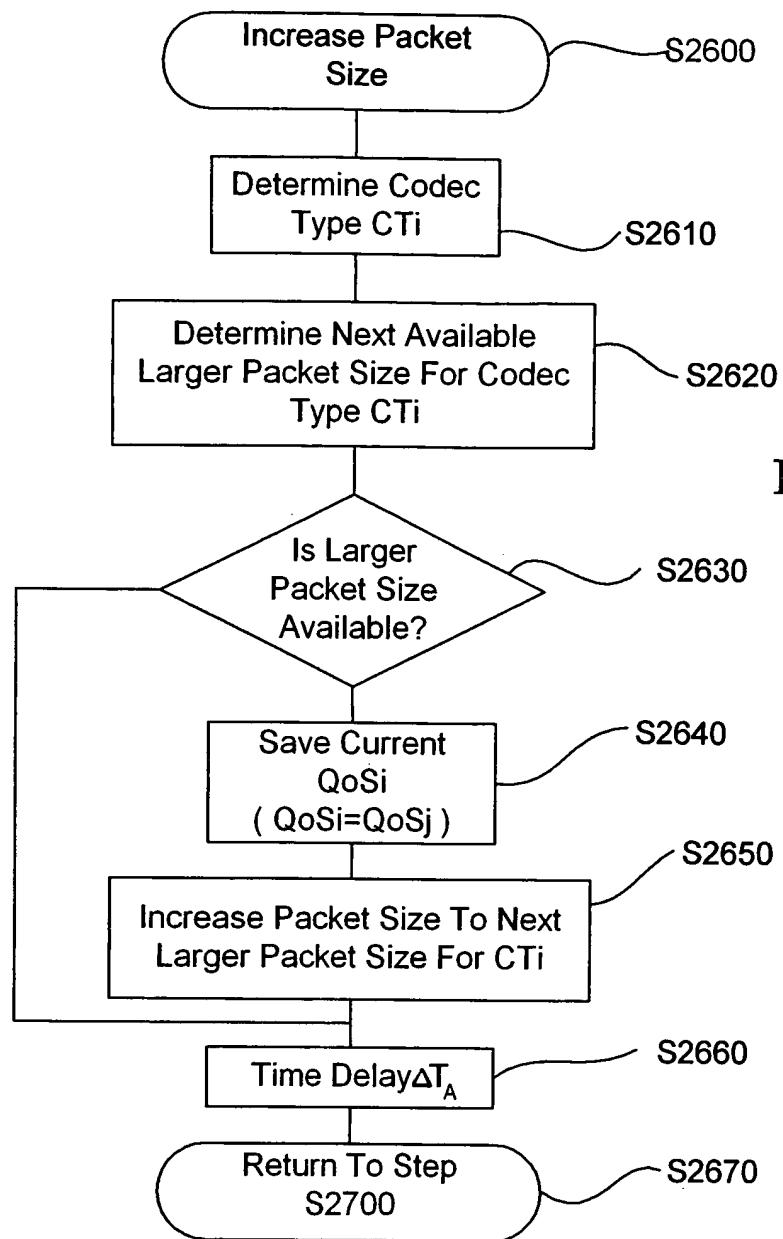 Increase Packet
Size
S2600
Determine Codec
Type CTi
S2610
Determine Next Available
Larger Packet Size For Codec
Type CTi
S2620
Is Larger
Packet Size
Available?
S2630
Save Current
QoSi
( QoSi=QoSj )
S2640
Increase Packet Size To Next
Larger Packet Size For CTi
S2650
Time Delay ΔT_A
S2660
Return To Step
S2700
S2670